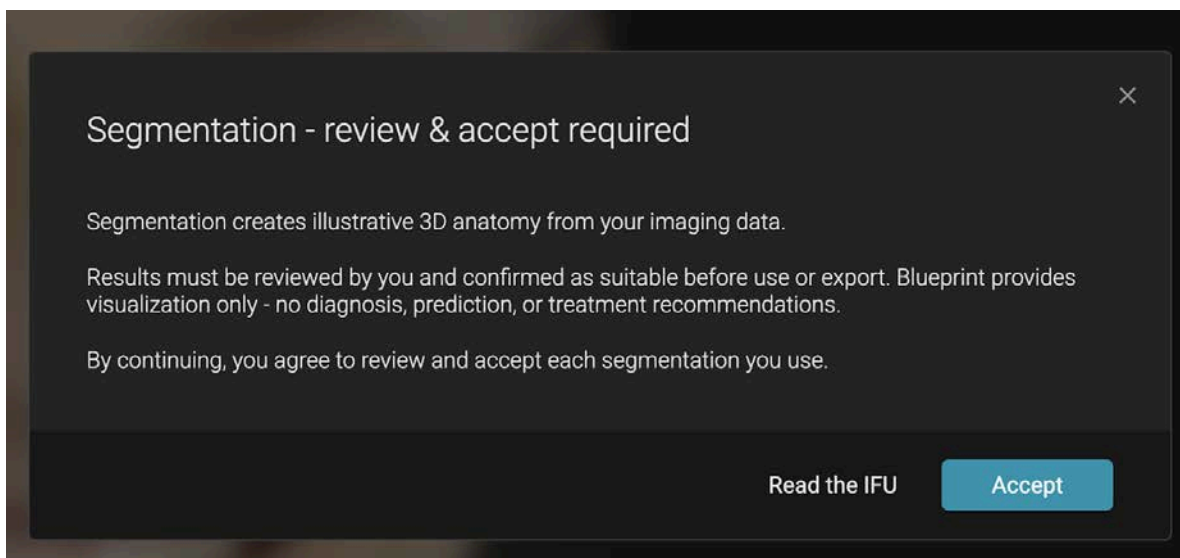 Segmentation - review & accept required
Segmentation creates illustrative 3D anatomy from your imaging data.
Results must be reviewed by you and confirmed as suitable before use or export. Blueprint provides
visualization only - no diagnosis, prediction, or treatment recommendations.
By continuing, you agree to review and accept each segmentation you use.
Read the IFU
Accept